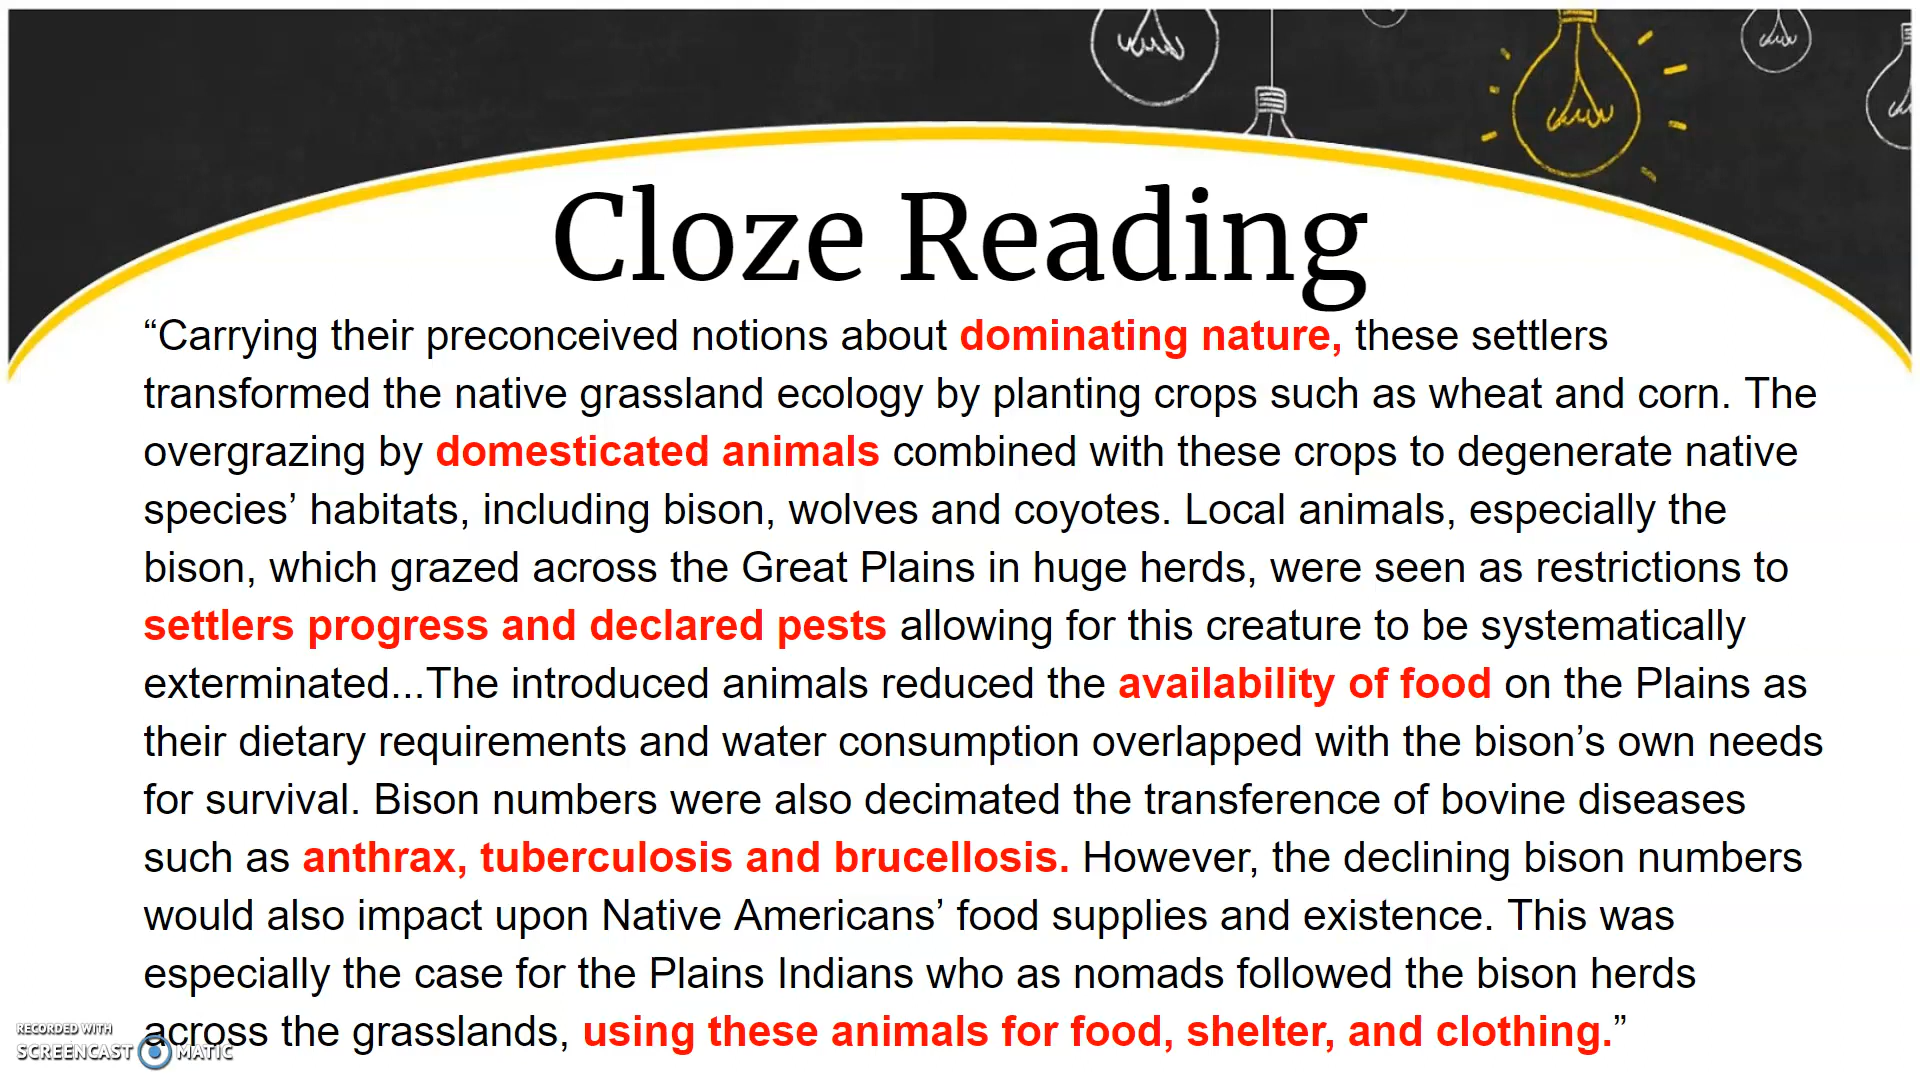 Cloze Reading
“Carrying their preconceived notions about dominating nature, these settlers
transformed the native grassland ecology by planting crops such as wheat and corn. The
overgrazing by domesticated animals combined with these crops to degenerate native
species’ habitats, including bison, wolves and coyotes. Local animals, especially the
bison, which grazed across the Great Plains in huge herds, were seen as restrictions to
settlers progress and declared pests allowing for this creature to be systematically
exterminated...The introduced animals reduced the availability of food on the Plains as
their dietary requirements and water consumption overlapped with the bison’s own needs
for survival. Bison numbers were also decimated the transference of bovine diseases
such as anthrax, tuberculosis and brucellosis. However, the declining bison numbers
would also impact upon Native Americans’ food supplies and existence. This was
especially the case for the Plains Indians who as nomads followed the bison herds
across the grasslands, using these animals for food, shelter, and clothing.”
RECORDED WITH
SCREENCAST MATIC